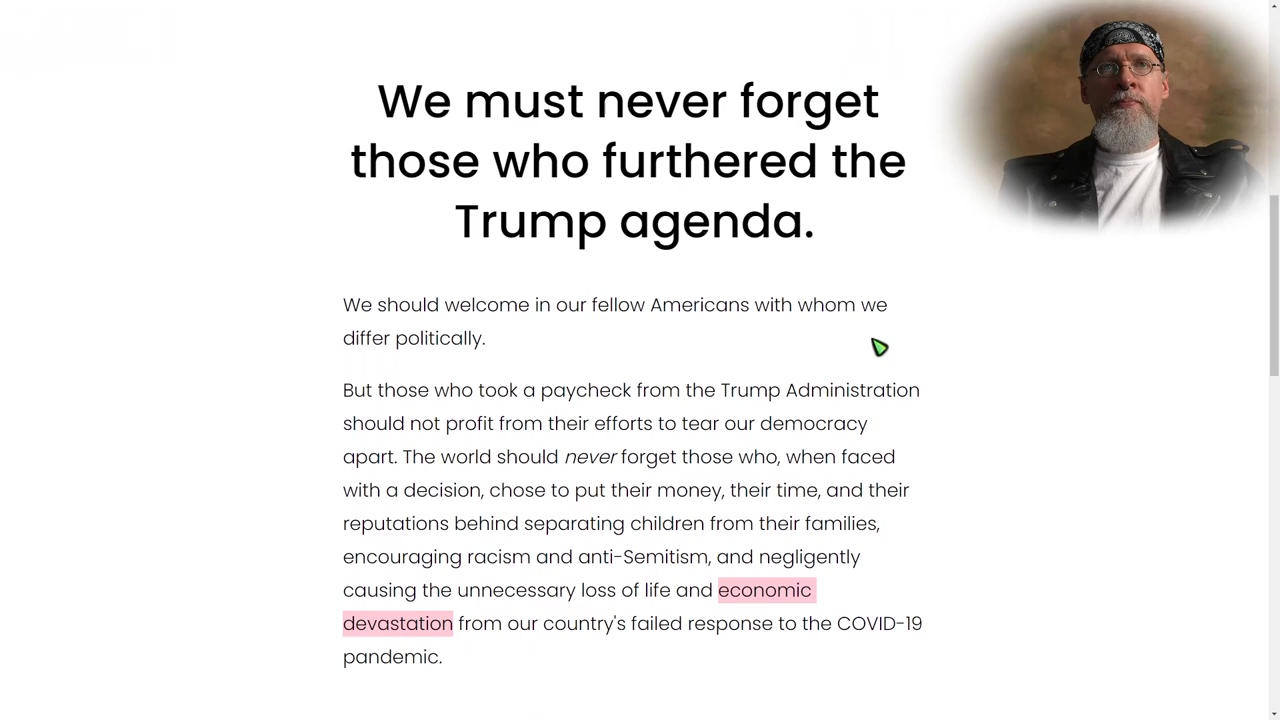 We must never forget
those who furthered the
Trump agenda.
We should welcome in our fellow Americans with whom we
differ politically.
But those who took a paycheck from the Trump Administration
should not profit from their efforts to tear our democracy
apart. The world should never forget those who, when faced
with a decision, chose to put their money, their time, and their
reputations behind separating children from their families,
encouraging racism and anti-Semitism, and negligently
causing the unnecessary loss of life and economic
devastation from our country's failed response to the COVID-19
pandemic.